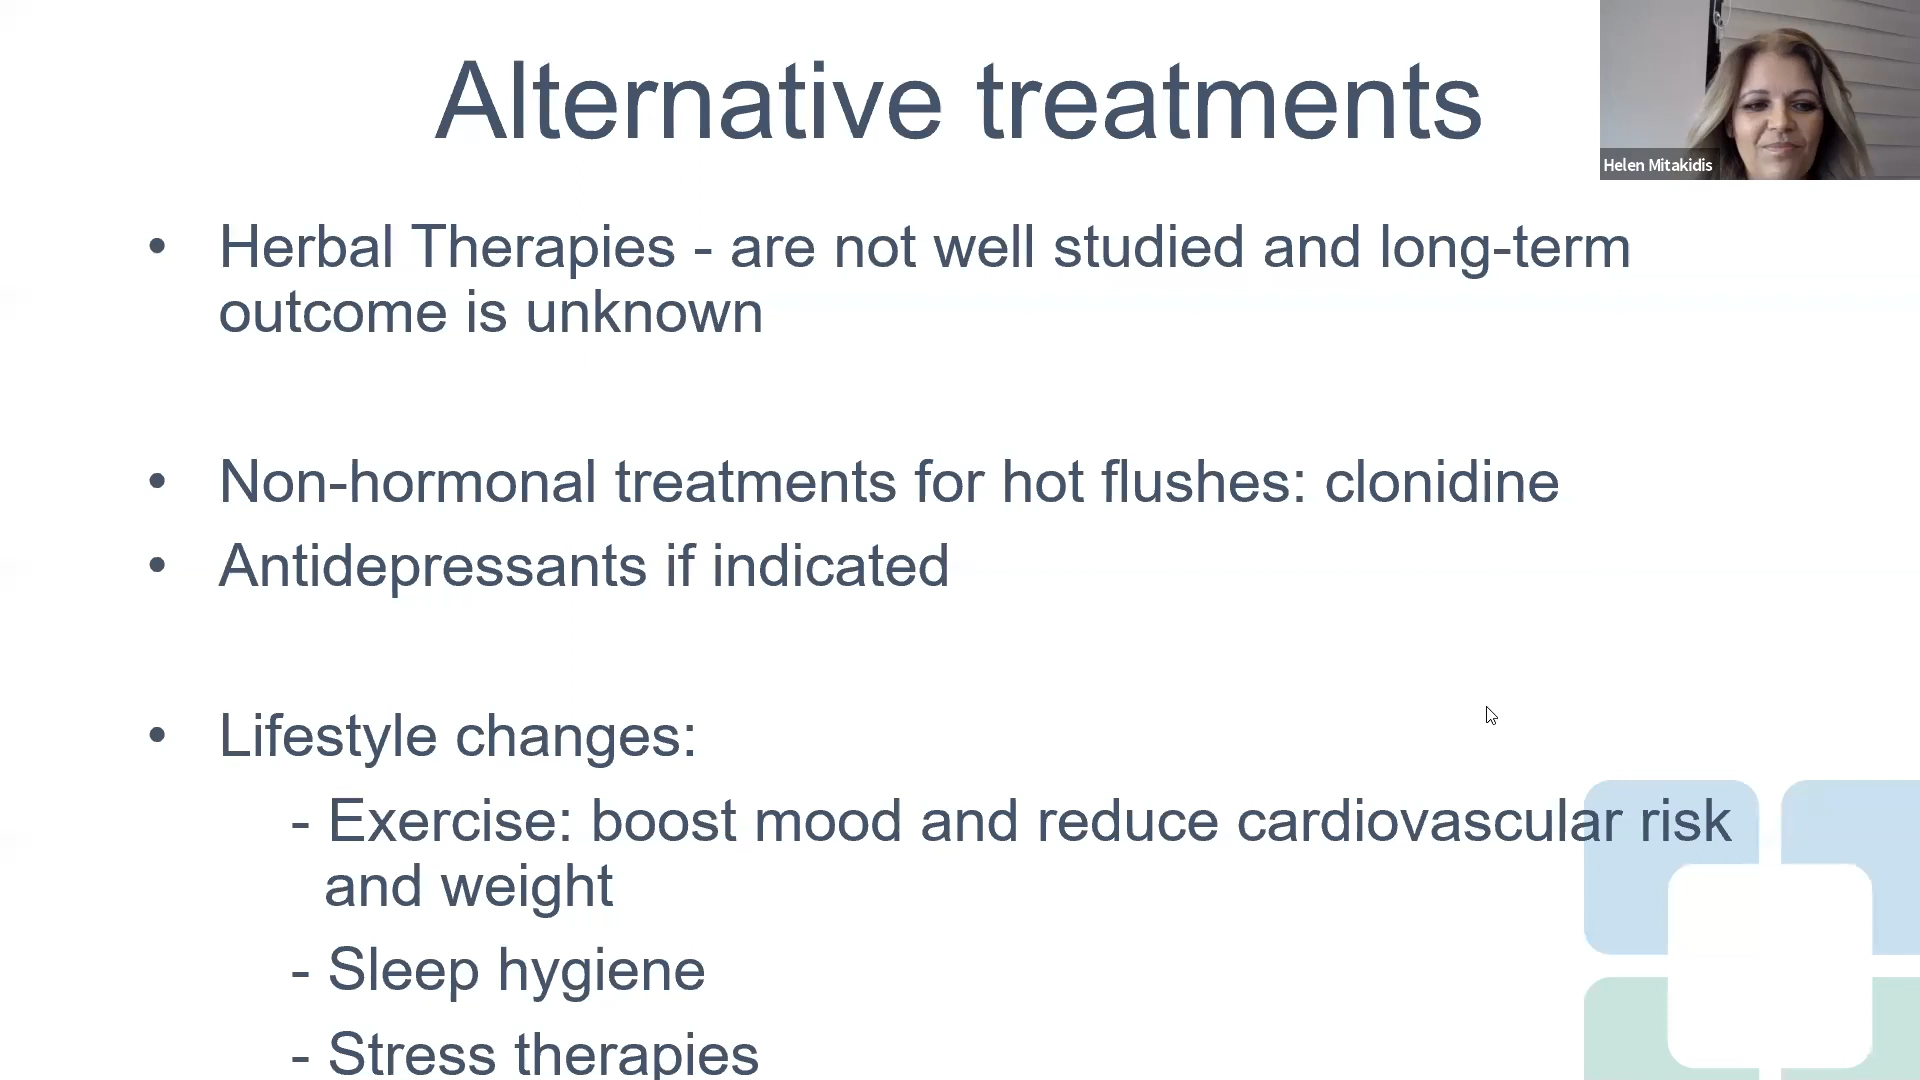 Alternative treatments
Helen Mitakidis
• Herbal Therapies - are not well studied and long-term
outcome is unknown
• Non-hormonal treatments for hot flushes: clonidine
• Antidepressants if indicated
• Lifestyle changes:
- Exercise: boost mood and reduce cardiovascular risk
and weight
- Sleep hygiene
- Stress therapies